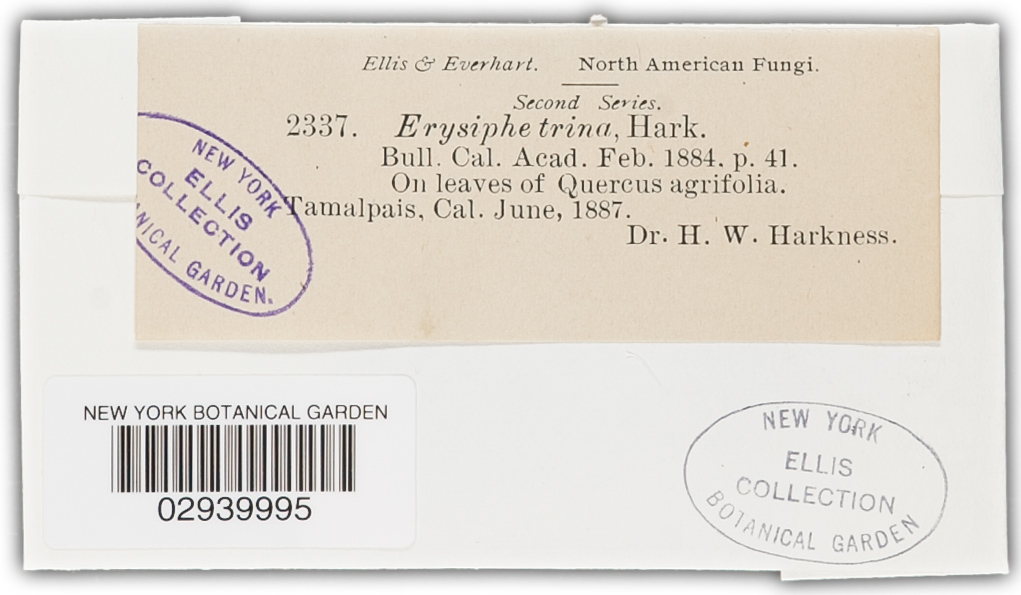 Ellis & Everhart. North American Fungi.
Second Series.
2337. Erysiphe trina, Hark.
Bull. Cal. Acad. Feb. 1884. p. 41.
On leaves of Quercus agrifolia.
Tamalpais, Cal. June, 1887.
Dr. H. W. Harkness.
NEW YORK
ELLIS
COLLECTION
NICAL GARDEN.
NEW YORK BOTANICAL GARDEN
02939995
NEW YORK
ELLIS
COLLECTION
BOTANICAL GARDEN